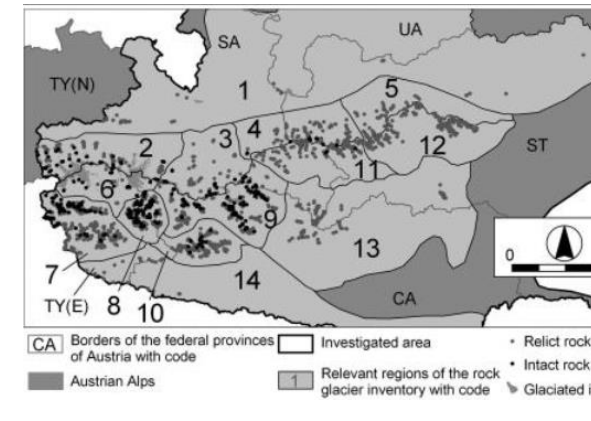 SA
UA
TY(N)
1
5
2
3
4
12
ST
11
6
9
13
7
14
TY(E)
8
10
CA
0
CA
Borders of the federal provinces
of Austria with code
Investigated area
Relict rock
Intact rock
Austrian Alps
1
Relevant regions of the rock
glacier inventory with code
Glaciated i